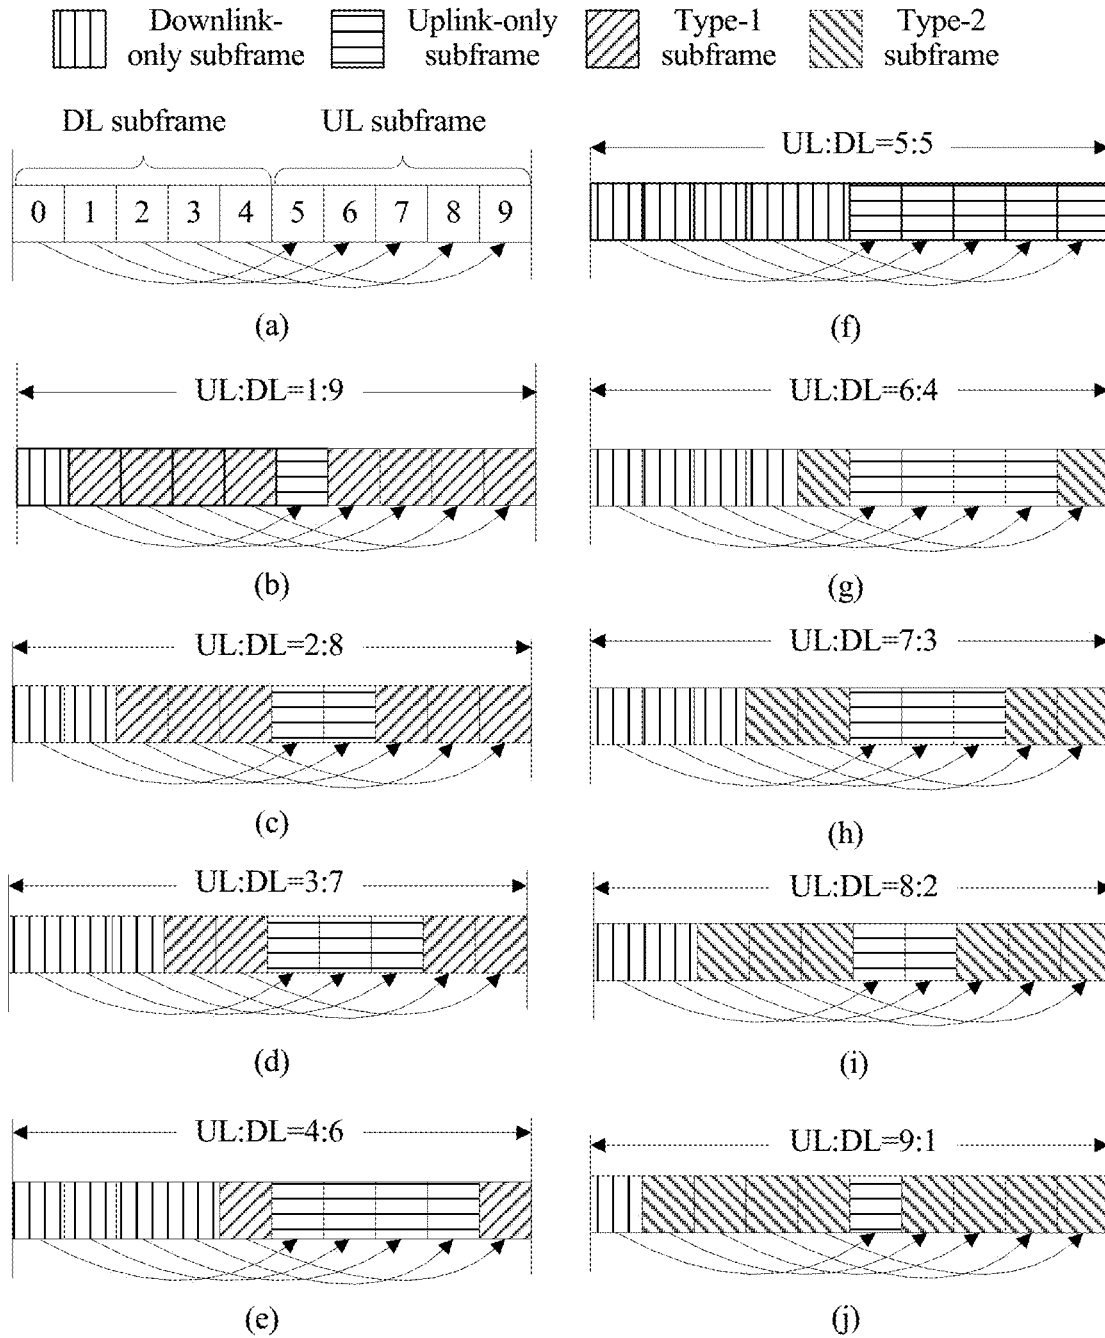 Downlink-
only subframe
Uplink-only
subframe
Type-1
subframe
Type-2
subframe
DL subframe
UL subframe
0 1 2 3 4 5 6 7 8 9
(a)
UL:DL=5:5
(f)
UL:DL=1:9
(b)
UL:DL=6:4
(g)
UL:DL=2:8
(c)
UL:DL=7:3
(h)
UL:DL=3:7
(d)
UL:DL=8:2
(i)
UL:DL=4:6
(e)
UL:DL=9:1
(j)